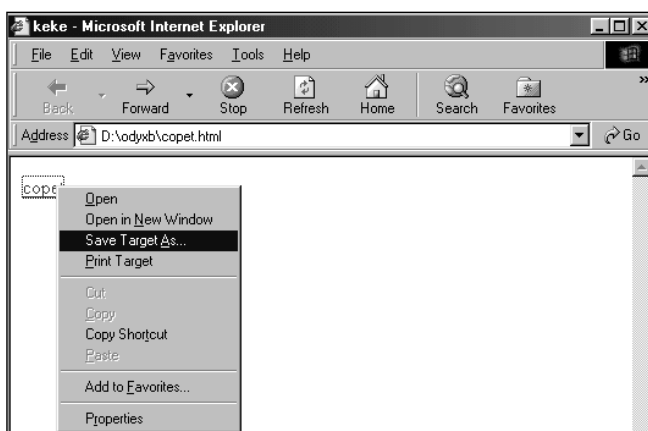 keke - Microsoft Internet Explorer
File Edit View Favorites Tools Help
Back Forward Stop Refresh Home Search Favorites »
Address D:\odyxb\copet.html Go
copet
Open
Open in New Window
Save Target As...
Print Target
Cut
Copy
Copy Shortcut
Paste
Add to Favorites...
Properties